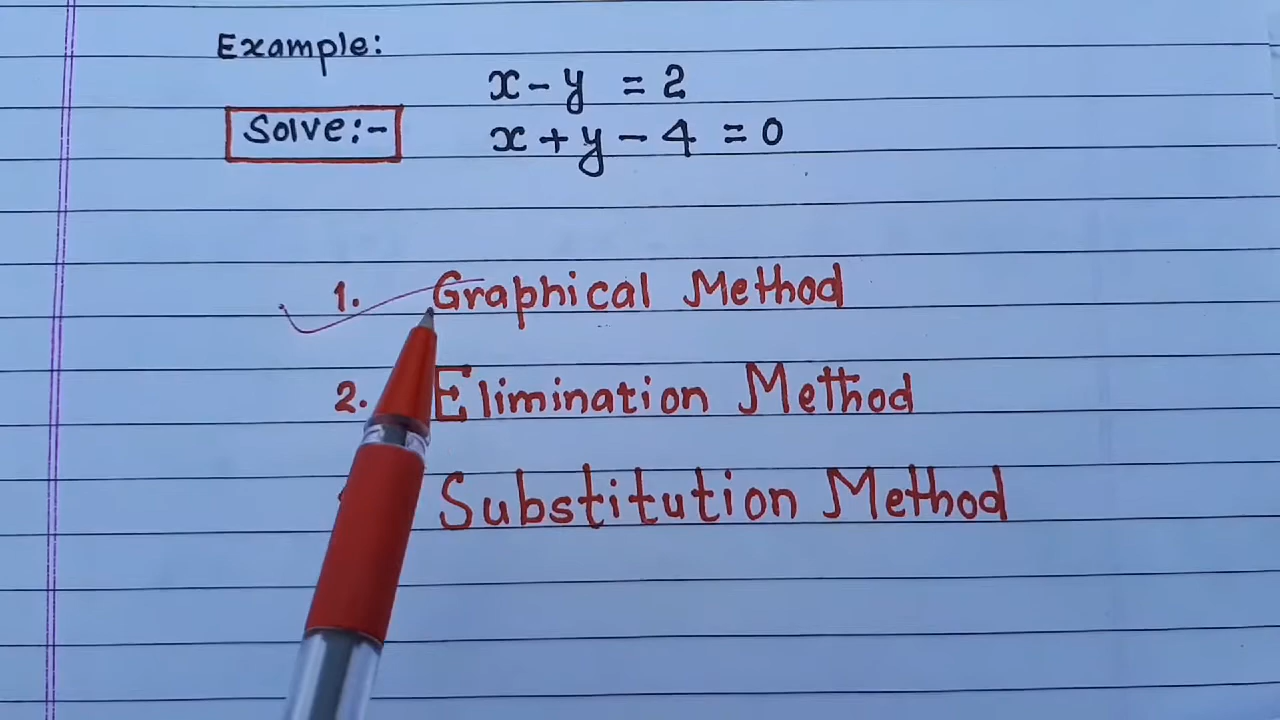 Example:
x - y = 2
Solve:-
x + y - 4 = 0
1. Graphical Method
2. Elimination Method
Substitution Method